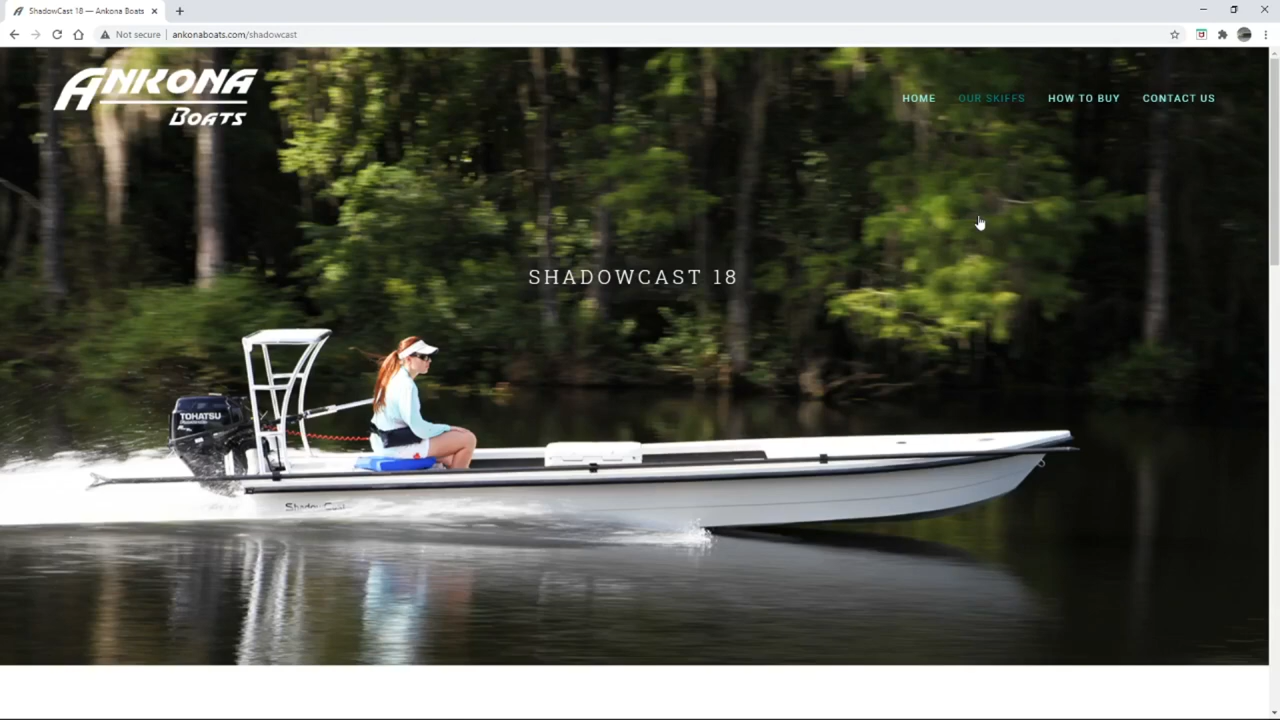 ShadowCast 18 — Ankona Boats
Not secure
ankonaboats.com/shadowcast
ANKONA
BOATS
HOME
OUR SKIFFS
HOW TO BUY
CONTACT US
SHADOWCAST 18
TOHATSU
ShadowCast